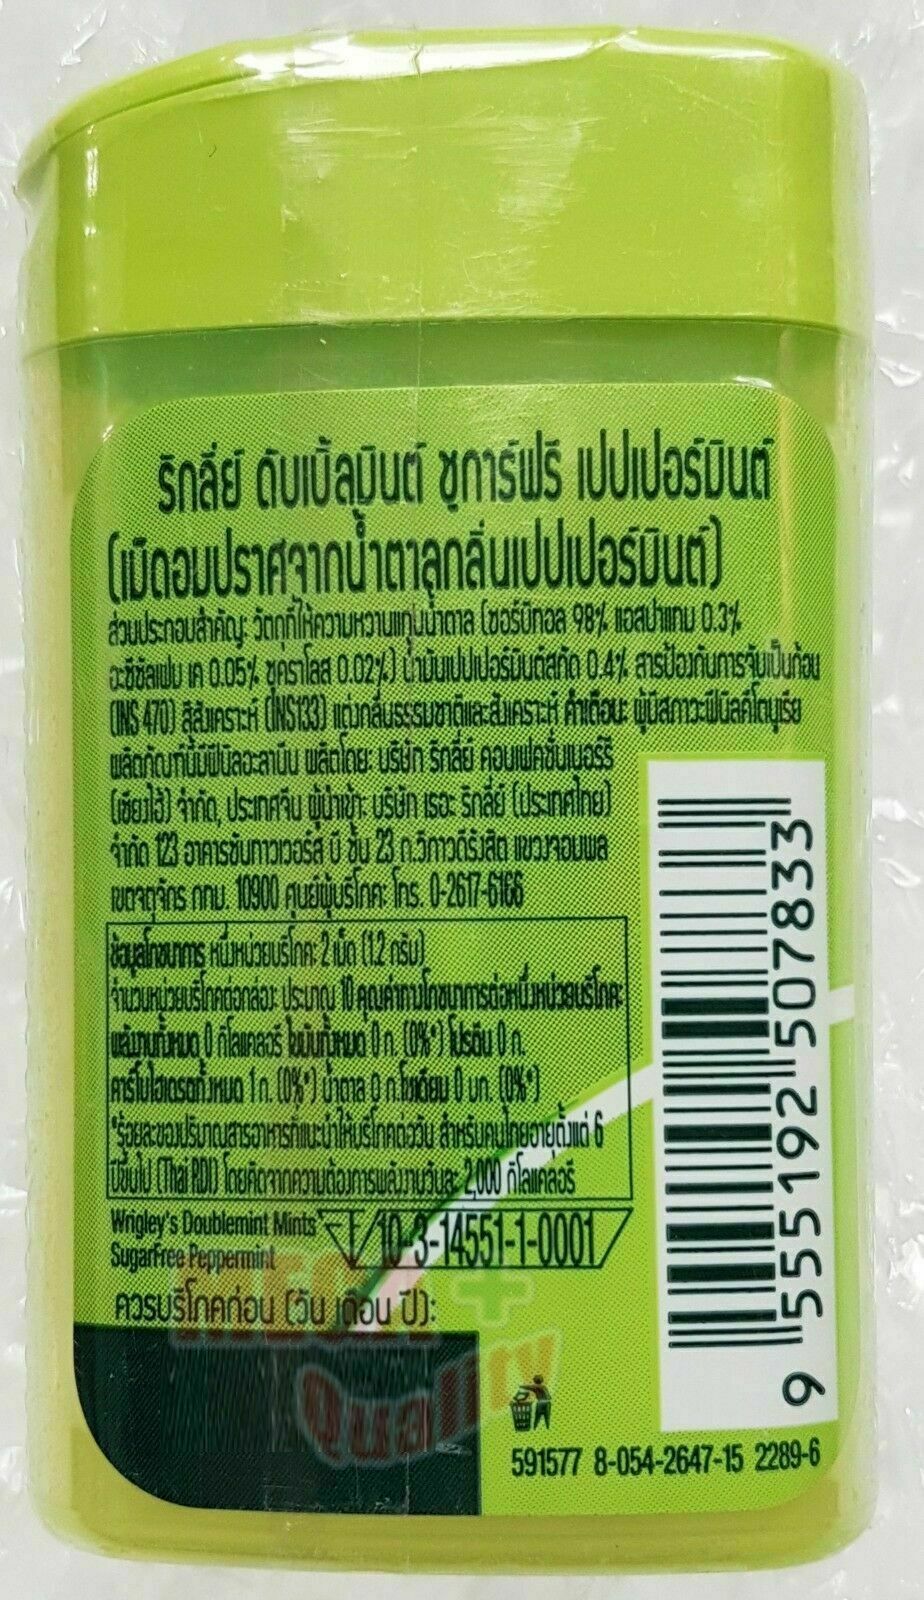 ริกลี่ย์ ดับเบิ้ลมินต์ ชูการ์ฟรี เปปเปอร์มินต์
(เม็ดอมปราศจากน้ำตาลกลิ่นเปปเปอร์มินต์)
ส่วนประกอบสำคัญ: วัตถุที่ให้ความหวานแทนน้ำตาล (ซอร์บิทอล 98% แอสปาแทม 0.3%
อะซีซัลเฟม เค 0.05% ซูคราโลส 0.02%) น้ำมันเปปเปอร์มินต์สกัด 0.4% สารป้องกันการจับเป็นก้อน
(INS 470) สีสังเคราะห์ (INS133) แต่งกลิ่นธรรมชาติและสังเคราะห์ คำเตือน: ผู้มีสภาวะฟีนิลคีโตนูเรีย
ผลิตภัณฑ์นี้มีฟีนิลอะลานีน ผลิตโดย: บริษัท ริกลี่ย์ คอนเฟคชั่นเนอร์รี
(เซี่ยงไฮ้) จำกัด, ประเทศจีน ผู้นำเข้า: บริษัท เธอะ ริกลี่ย์ (ประเทศไทย)
จำกัด 123 อาคารซันทาวเวอร์ส บี ชั้น 23 ถ.วิภาวดีรังสิต แขวงจอมพล
เขตจตุจักร กทม. 10900 ศูนย์ผู้บริโภค: โทร. 0-2617-6166
ข้อมูลโภชนาการ หนึ่งหน่วยบริโภค: 2 เม็ด (1.2 กรัม)
จำนวนหน่วยบริโภคต่อกล่อง: ประมาณ 10 คุณค่าทางโภชนาการต่อหนึ่งหน่วยบริโภค:
พลังงานทั้งหมด 0 กิโลแคลอรี ไขมันทั้งหมด 0 ก. (0%*) โปรตีน 0 ก.
คาร์โบไฮเดรตทั้งหมด 1 ก. (0%*) น้ำตาล 0 ก. โซเดียม 0 มก. (0%*)
*ร้อยละของปริมาณสารอาหารที่แนะนำให้บริโภคต่อวัน สำหรับคนไทยอายุตั้งแต่ 6
ปีขึ้นไป (Thai RDI) โดยคิดจากความต้องการพลังงานวันละ 2,000 กิโลแคลอรี
Wrigley's Doublemint Mints
SugarFree Peppermint
10-3-14551-1-0001
ควรบริโภคก่อน (วัน เดือน ปี):
MEGA+
Quality
591577 8-054-2647-15 2289-6
9 555192 507833